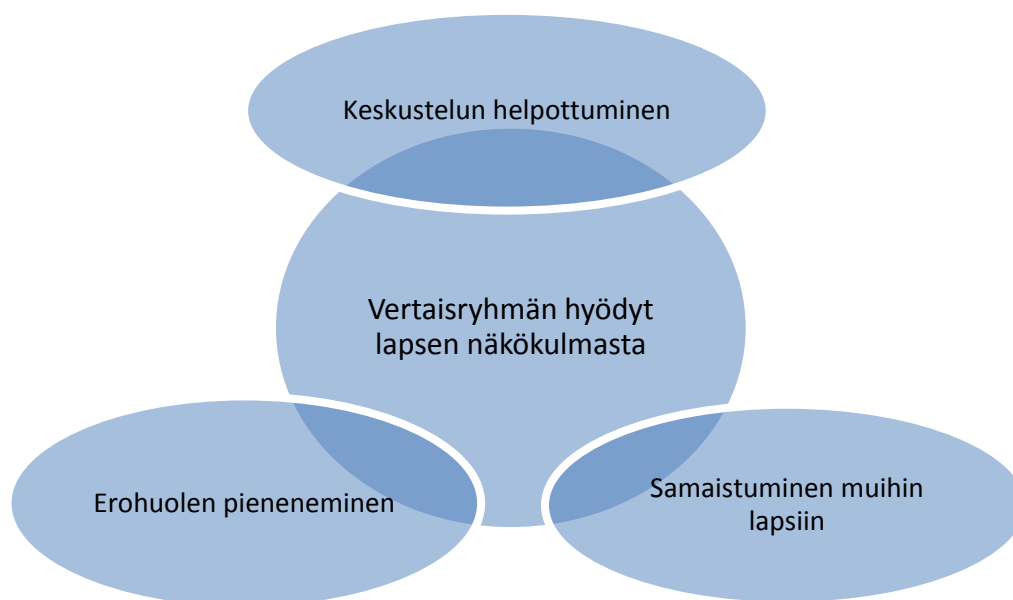 Keskustelun helpottuminen
Vertaisryhmän hyödyt
lapsen näkökulmasta
Erohuolen pieneneminen
Samaistuminen muihin
lapsiin